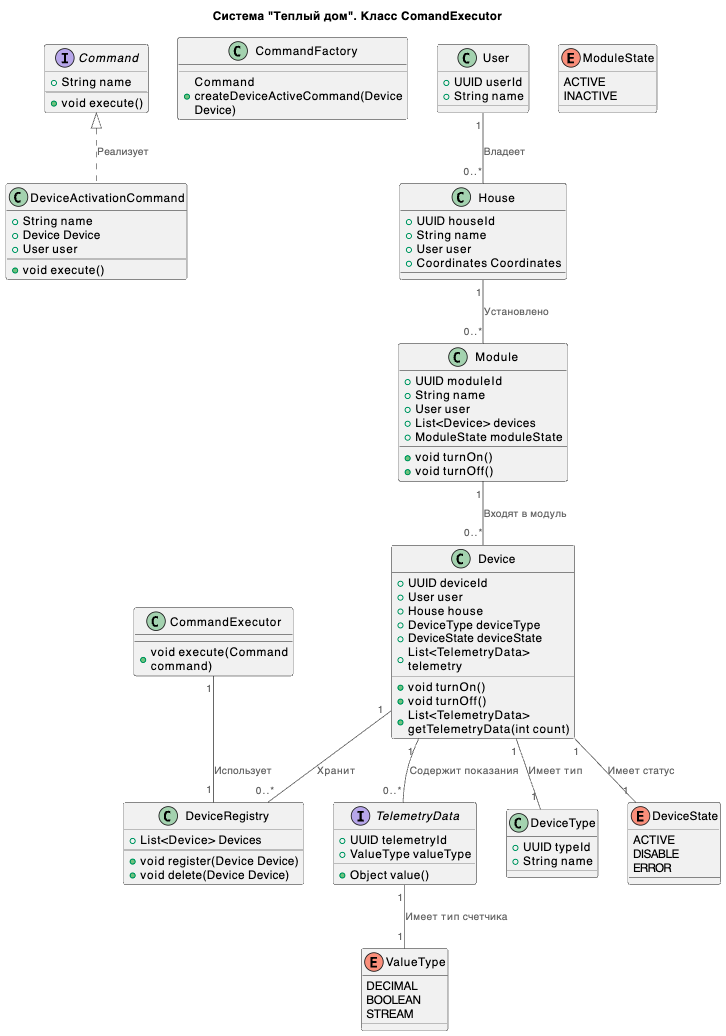 Система "Теплый дом". Класс ComandExecutor
I Command
String name
void execute()
C CommandFactory
Command
createDeviceActiveCommand(Device
Device)
C User
UUID userId
String name
E ModuleState
ACTIVE
INACTIVE
Реализует
1
Владеет
0..*
C DeviceActivationCommand
String name
Device Device
User user
void execute()
C House
UUID houseId
String name
User user
Coordinates Coordinates
1
Установлено
0..*
C Module
UUID moduleId
String name
User user
List<Device> devices
ModuleState moduleState
void turnOn()
void turnOff()
1
Входят в модуль
0..*
C Device
UUID deviceId
User user
House house
DeviceType deviceType
DeviceState deviceState
List<TelemetryData>
telemetry
void turnOn()
void turnOff()
List<TelemetryData>
getTelemetryData(int count)
C CommandExecutor
void execute(Command
command)
1
Использует
1
1
Хранит
0..*
1
Содержит показания
0..*
1
Имеет тип
1
1
Имеет статус
1
C DeviceRegistry
List<Device> Devices
void register(Device Device)
void delete(Device Device)
I TelemetryData
UUID telemetryId
ValueType valueType
Object value()
C DeviceType
UUID typeId
String name
E DeviceState
ACTIVE
DISABLE
ERROR
1
Имеет тип счетчика
1
E ValueType
DECIMAL
BOOLEAN
STREAM